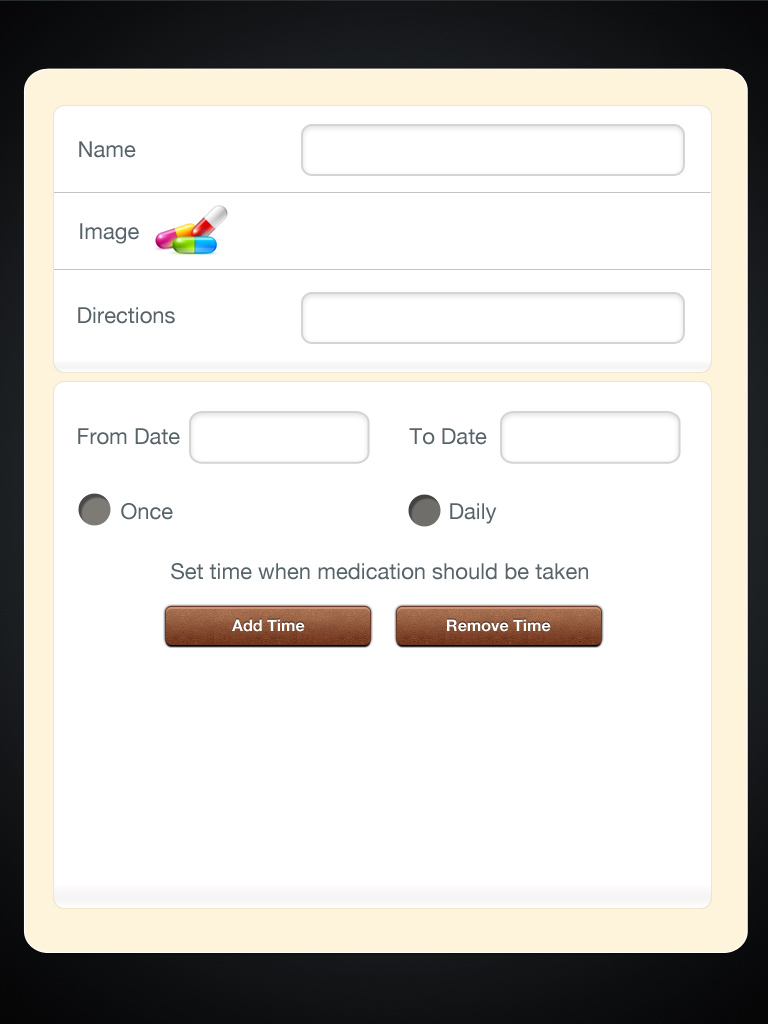 Name
Image
Directions
From Date To Date
Once Daily
Set time when medication should be taken
Add Time Remove Time